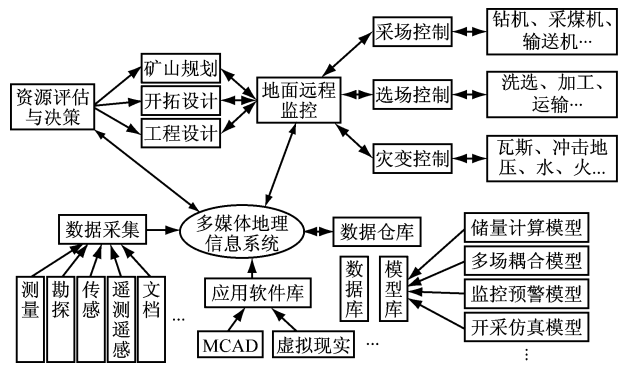 资源评估
与决策
矿山规划
开拓设计
工程设计
地面远程
监控
采场控制
选场控制
灾变控制
钻机、采煤机、
输送机…
洗选、加工、
运输…
瓦斯、冲击地
压、水、火...
数据采集
多媒体地理
信息系统
数据仓库
测量
勘探
传感
遥测遥感
文档
...
应用软件库
MCAD
虚拟现实
...
数据库
模型库
储量计算模型
多场耦合模型
监控预警模型
开采仿真模型
⋮